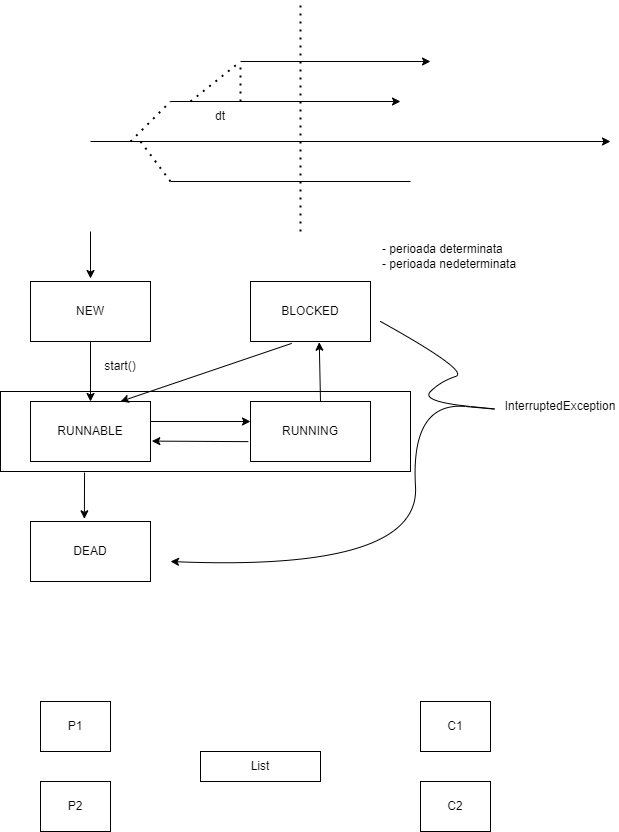 dt
- perioada determinata
- perioada nedeterminata
NEW
BLOCKED
start()
InterruptedException
RUNNABLE
RUNNING
DEAD
P1
C1
List
P2
C2